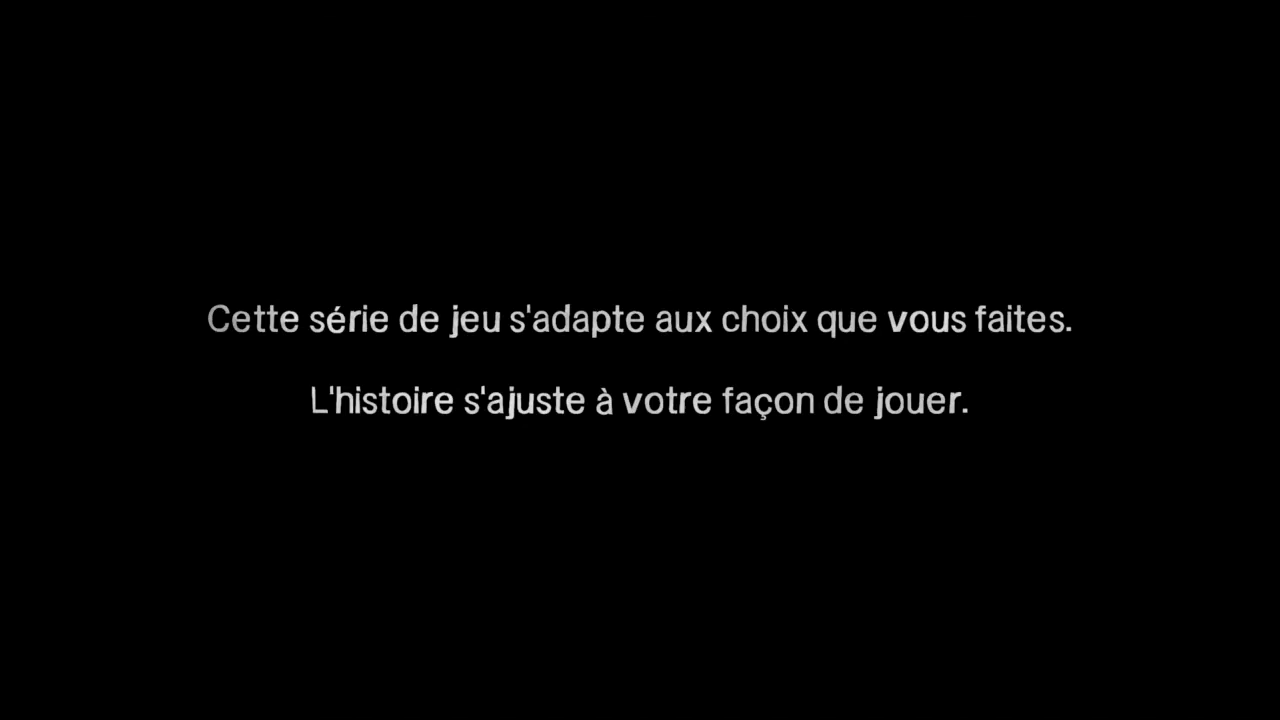 Cette série de jeu s'adapte aux choix que vous faites.
L'histoire s'ajuste à votre façon de jouer.